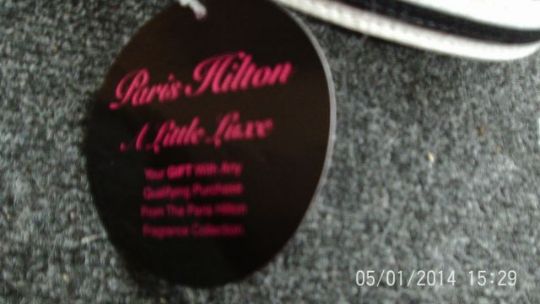 Paris Hilton
A Little Luxe
Your GIFT With Any
Qualifying Purchase
From The Paris Hilton
Fragrance Collection.
05/01/2014 15:29